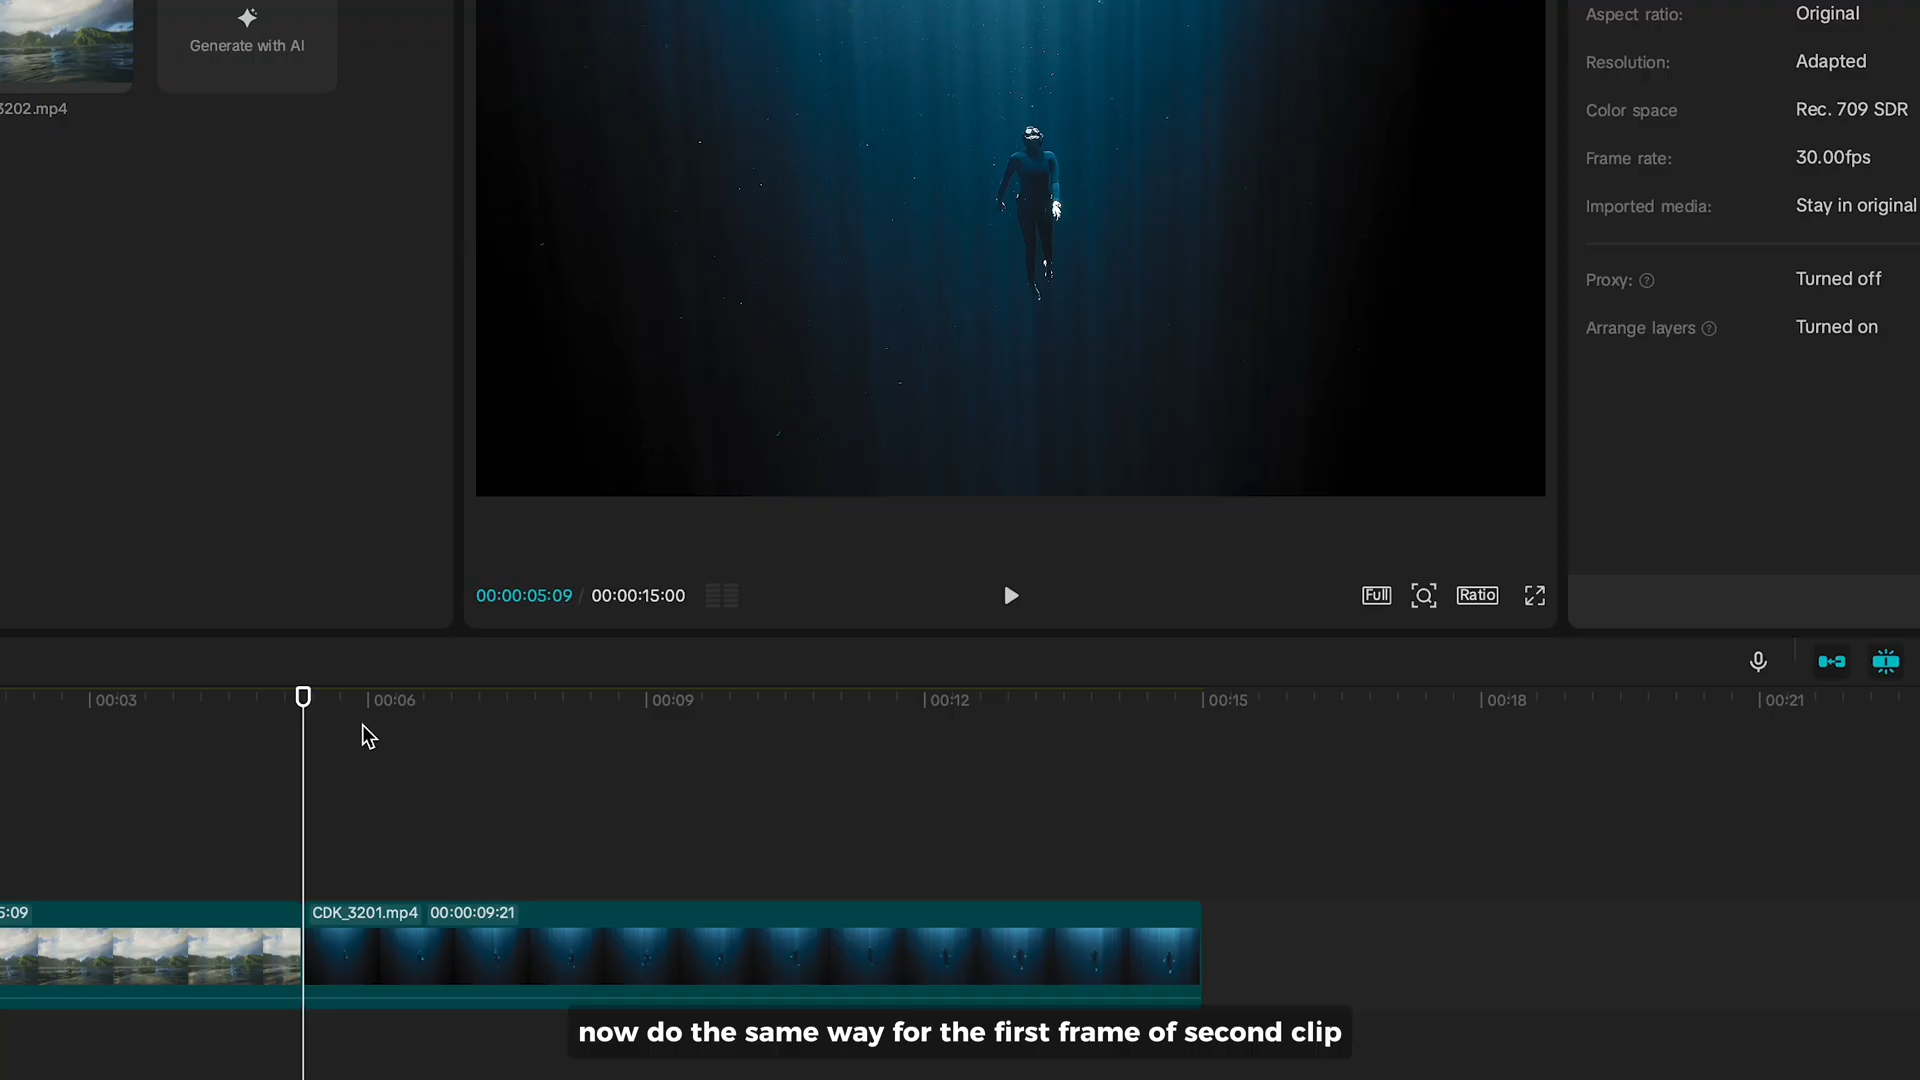 Generate with AI
3202.mp4
Aspect ratio: Original
Resolution: Adapted
Color space Rec. 709 SDR
Frame rate: 30.00fps
Imported media: Stay in original
Proxy: ? Turned off
Arrange layers ? Turned on
00:00:05:09 / 00:00:15:00
Full
Ratio
00:03 00:06 00:09 00:12 00:15 00:18 00:21
5:09
CDK_3201.mp4 00:00:09:21
now do the same way for the first frame of second clip